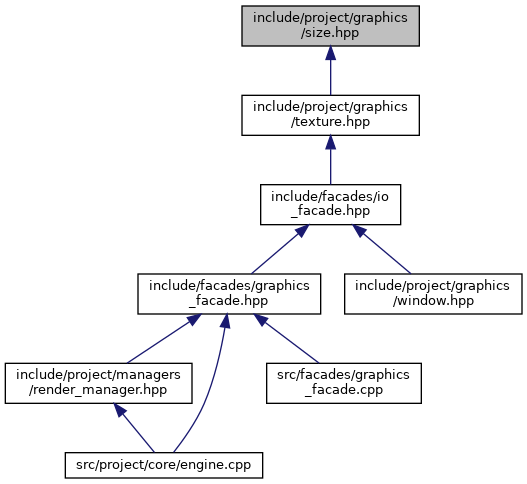 include/project/graphics
/size.hpp
include/project/graphics
/texture.hpp
include/facades/io
_facade.hpp
include/facades/graphics
_facade.hpp
include/project/graphics
/window.hpp
include/project/managers
/render_manager.hpp
src/facades/graphics
_facade.cpp
src/project/core/engine.cpp